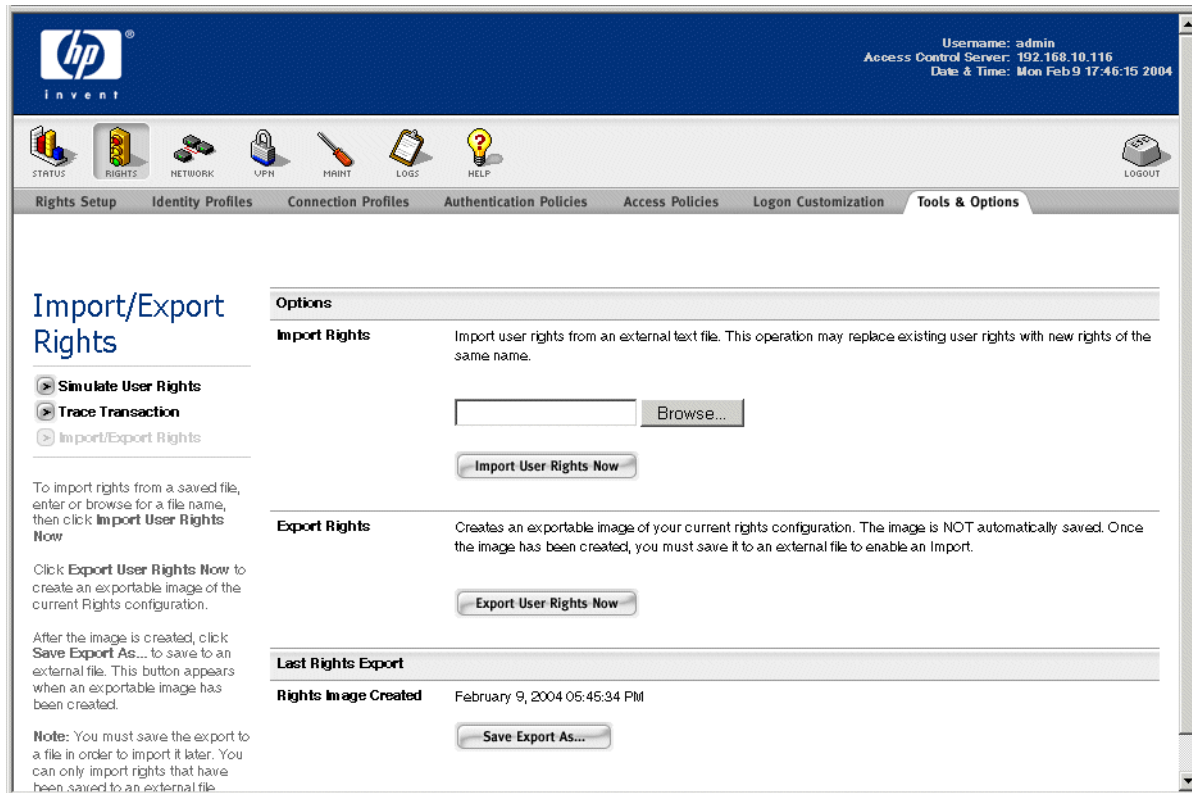 hp
®
invent
Username: admin
Access Control Server: 192.168.10.116
Date & Time: Mon Feb 9 17:46:15 2004
STATUS
RIGHTS
NETWORK
VPN
MAINT
LOGS
HELP
LOGOUT
Rights Setup
Identity Profiles
Connection Profiles
Authentication Policies
Access Policies
Logon Customization
Tools & Options
Import/Export
Rights
Simulate User Rights
Trace Transaction
Import/Export Rights
To import rights from a saved file,
enter or browse for a file name,
then click Import User Rights
Now
Click Export User Rights Now to
create an exportable image of the
current Rights configuration.
After the image is created, click
Save Export As... to save to an
external file. This button appears
when an exportable image has
been created.
Note: You must save the export to
a file in order to import it later. You
can only import rights that have
been saved to an external file
Options
Import Rights
Import user rights from an external text file. This operation may replace existing user rights with new rights of the
same name.
Browse...
Import User Rights Now
Export Rights
Creates an exportable image of your current rights configuration. The image is NOT automatically saved. Once
the image has been created, you must save it to an external file to enable an Import.
Export User Rights Now
Last Rights Export
Rights Image Created
February 9, 2004 05:45:34 PM
Save Export As...